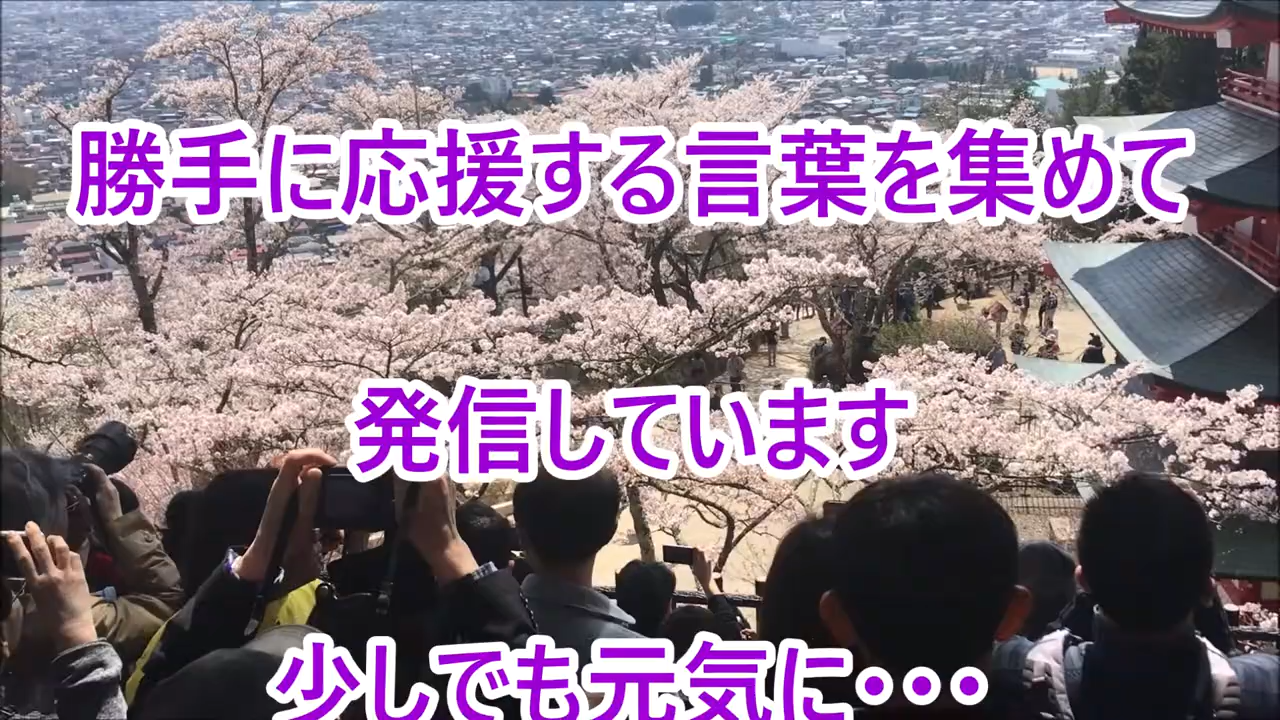 勝手に応援する言葉を集めて
発信しています
少しでも元気に・・・